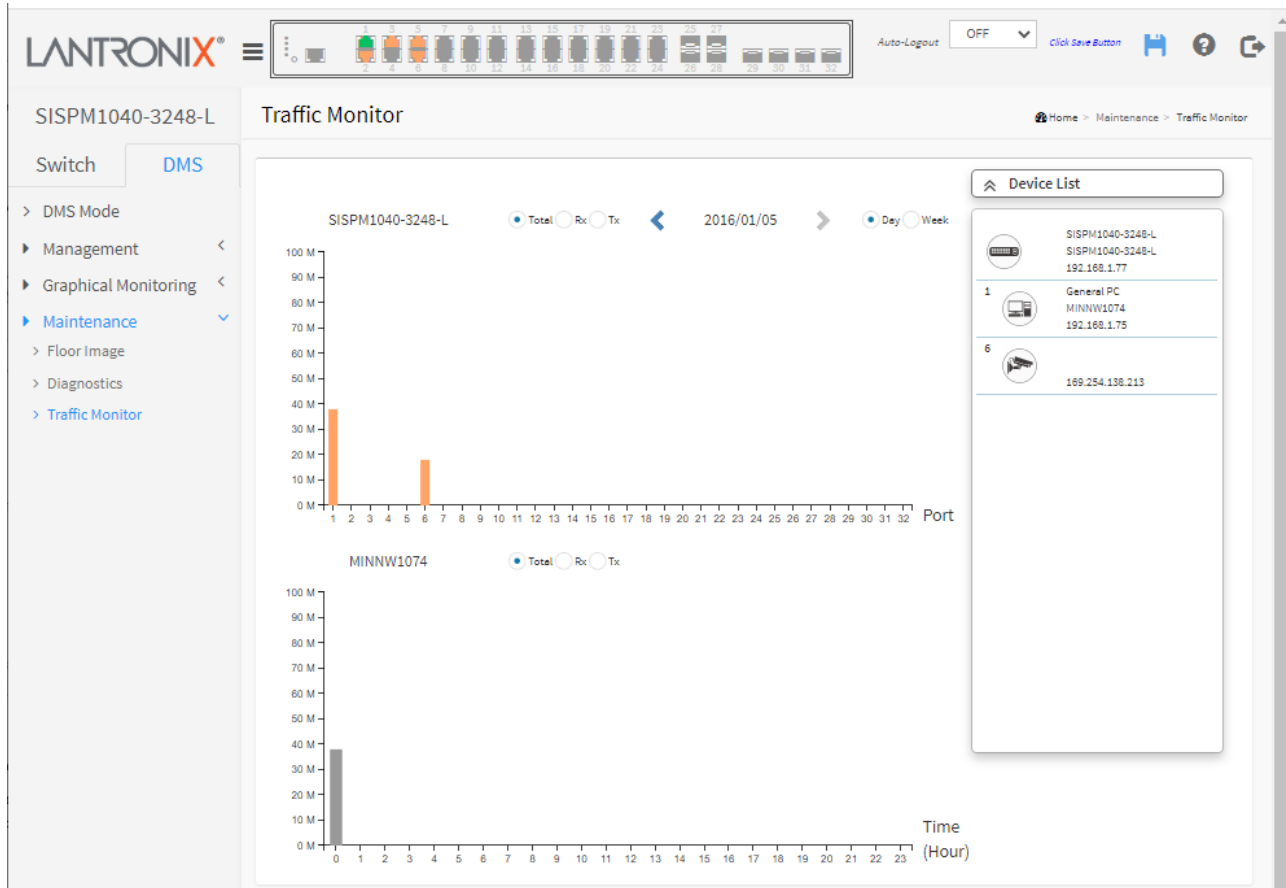 LANTRONIX®
1 3 5 7 9 11 13 15 17 19 21 23 25 27
2 4 6 8 10 12 14 16 18 20 22 24 26 28 29 30 31 32
Auto-Logout OFF Click Save Button
SISPM1040-3248-L
Switch DMS
> DMS Mode
Management
Graphical Monitoring
Maintenance
> Floor Image
> Diagnostics
> Traffic Monitor
Traffic Monitor
Home > Maintenance > Traffic Monitor
SISPM1040-3248-L Total Rx Tx 2016/01/05 Day Week
100 M
90 M
80 M
70 M
60 M
50 M
40 M
30 M
20 M
10 M
0 M
1 2 3 4 5 6 7 8 9 10 11 12 13 14 15 16 17 18 19 20 21 22 23 24 25 26 27 28 29 30 31 32 Port
MINNW1074 Total Rx Tx
100 M
90 M
80 M
70 M
60 M
50 M
40 M
30 M
20 M
10 M
0 M
0 1 2 3 4 5 6 7 8 9 10 11 12 13 14 15 16 17 18 19 20 21 22 23
Time
(Hour)
Device List
SISPM1040-3248-L
SISPM1040-3248-L
192.168.1.77
1 General PC
MINNW1074
192.168.1.75
6
169.254.138.213